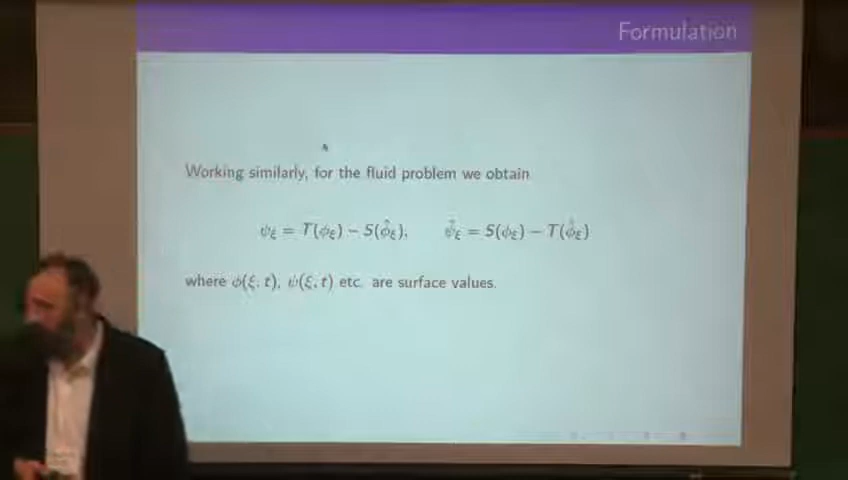 Formulation
Working similarly, for the fluid problem we obtain
ψ_ξ = T(ϕ_ξ) − S(ϕ̂_ξ),    ψ̂_ξ = S(ϕ_ξ) − T(ϕ̂_ξ)
where ϕ(ξ, t), ψ(ξ, t) etc. are surface values.